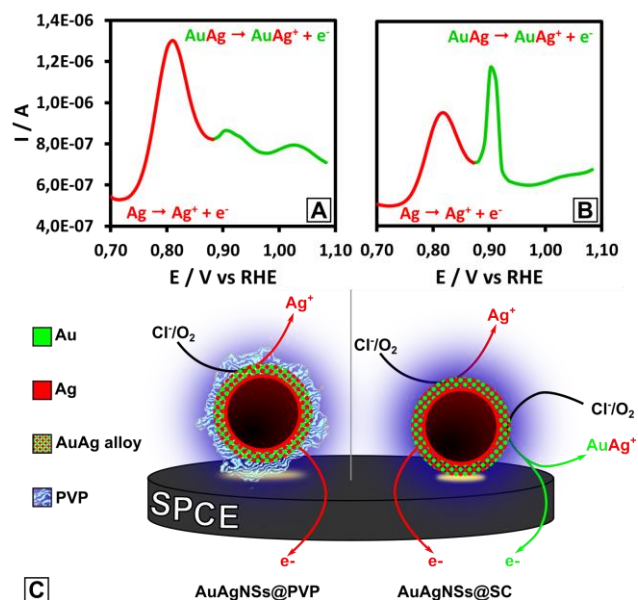 AuAg → AuAg⁺ + e⁻
AuAg → AuAg⁺ + e⁻
I / A
1,4E-06
1,2E-06
1,0E-06
8,0E-07
6,0E-07
4,0E-07
Ag → Ag⁺ + e⁻
A
Ag → Ag⁺ + e⁻
B
0,70 0,80 0,90 1,00 1,10
0,70 0,80 0,90 1,00 1,10
E / V vs RHE
E / V vs RHE
Au
Ag
AuAg alloy
PVP
Cl⁻/O₂
Ag⁺
Cl⁻/O₂
Ag⁺
Cl⁻/O₂
AuAg⁺
SPCE
e-
e-
e-
C
AuAgNSs@PVP
AuAgNSs@SC